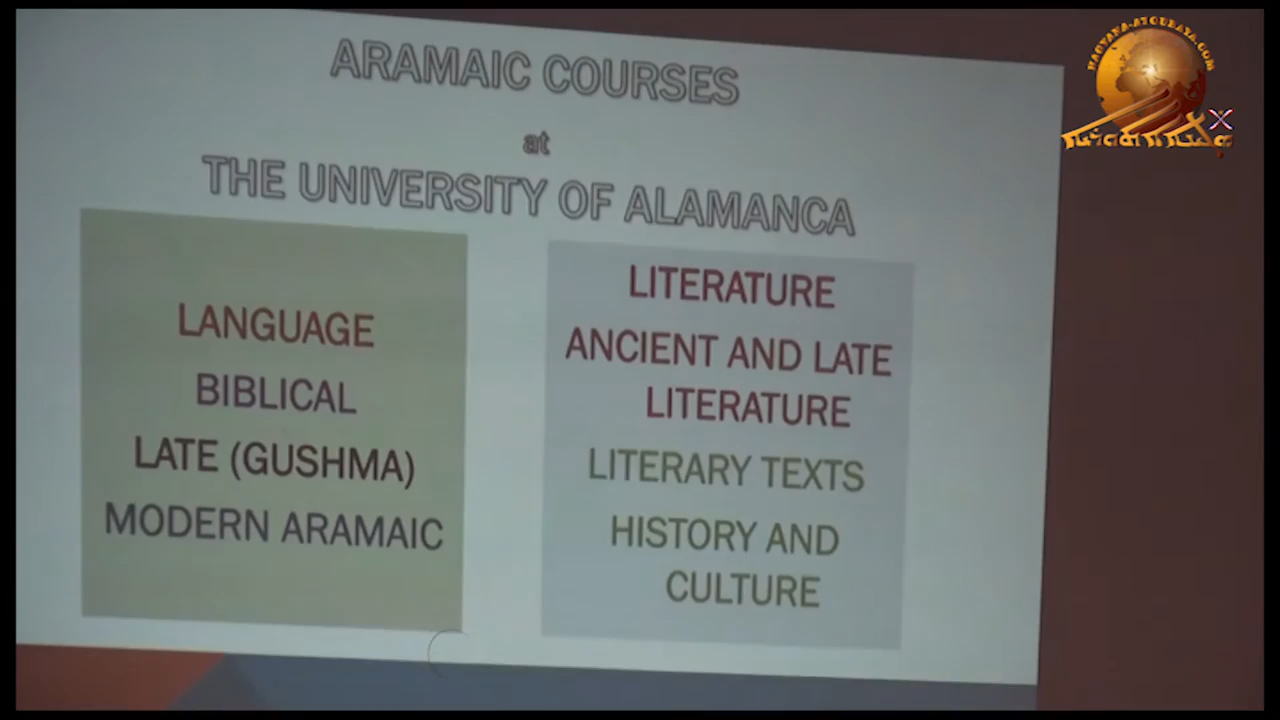 ARAMAIC COURSES
at
THE UNIVERSITY OF ALAMANCA
LANGUAGE
BIBLICAL
LATE (GUSHMA)
MODERN ARAMAIC
LITERATURE
ANCIENT AND LATE
LITERATURE
LITERARY TEXTS
HISTORY AND
CULTURE